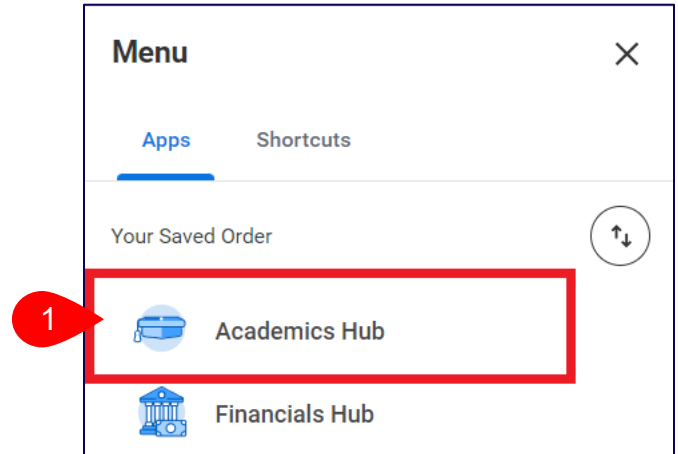 Menu
Apps Shortcuts
Your Saved Order
1
Academics Hub
Financials Hub